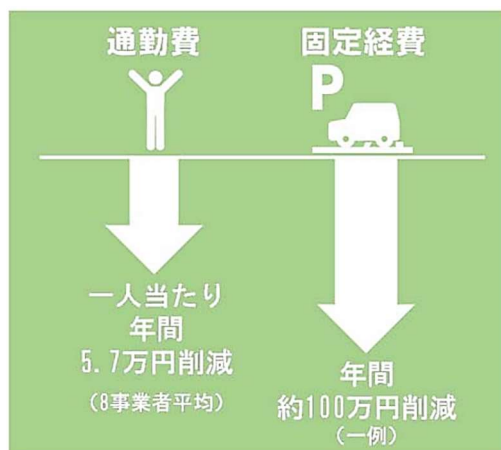 通勤費
一人当たり
年間
5.7万円削減
(8事業者平均)
固定経費
P
年間
約100万円削減
(一例)